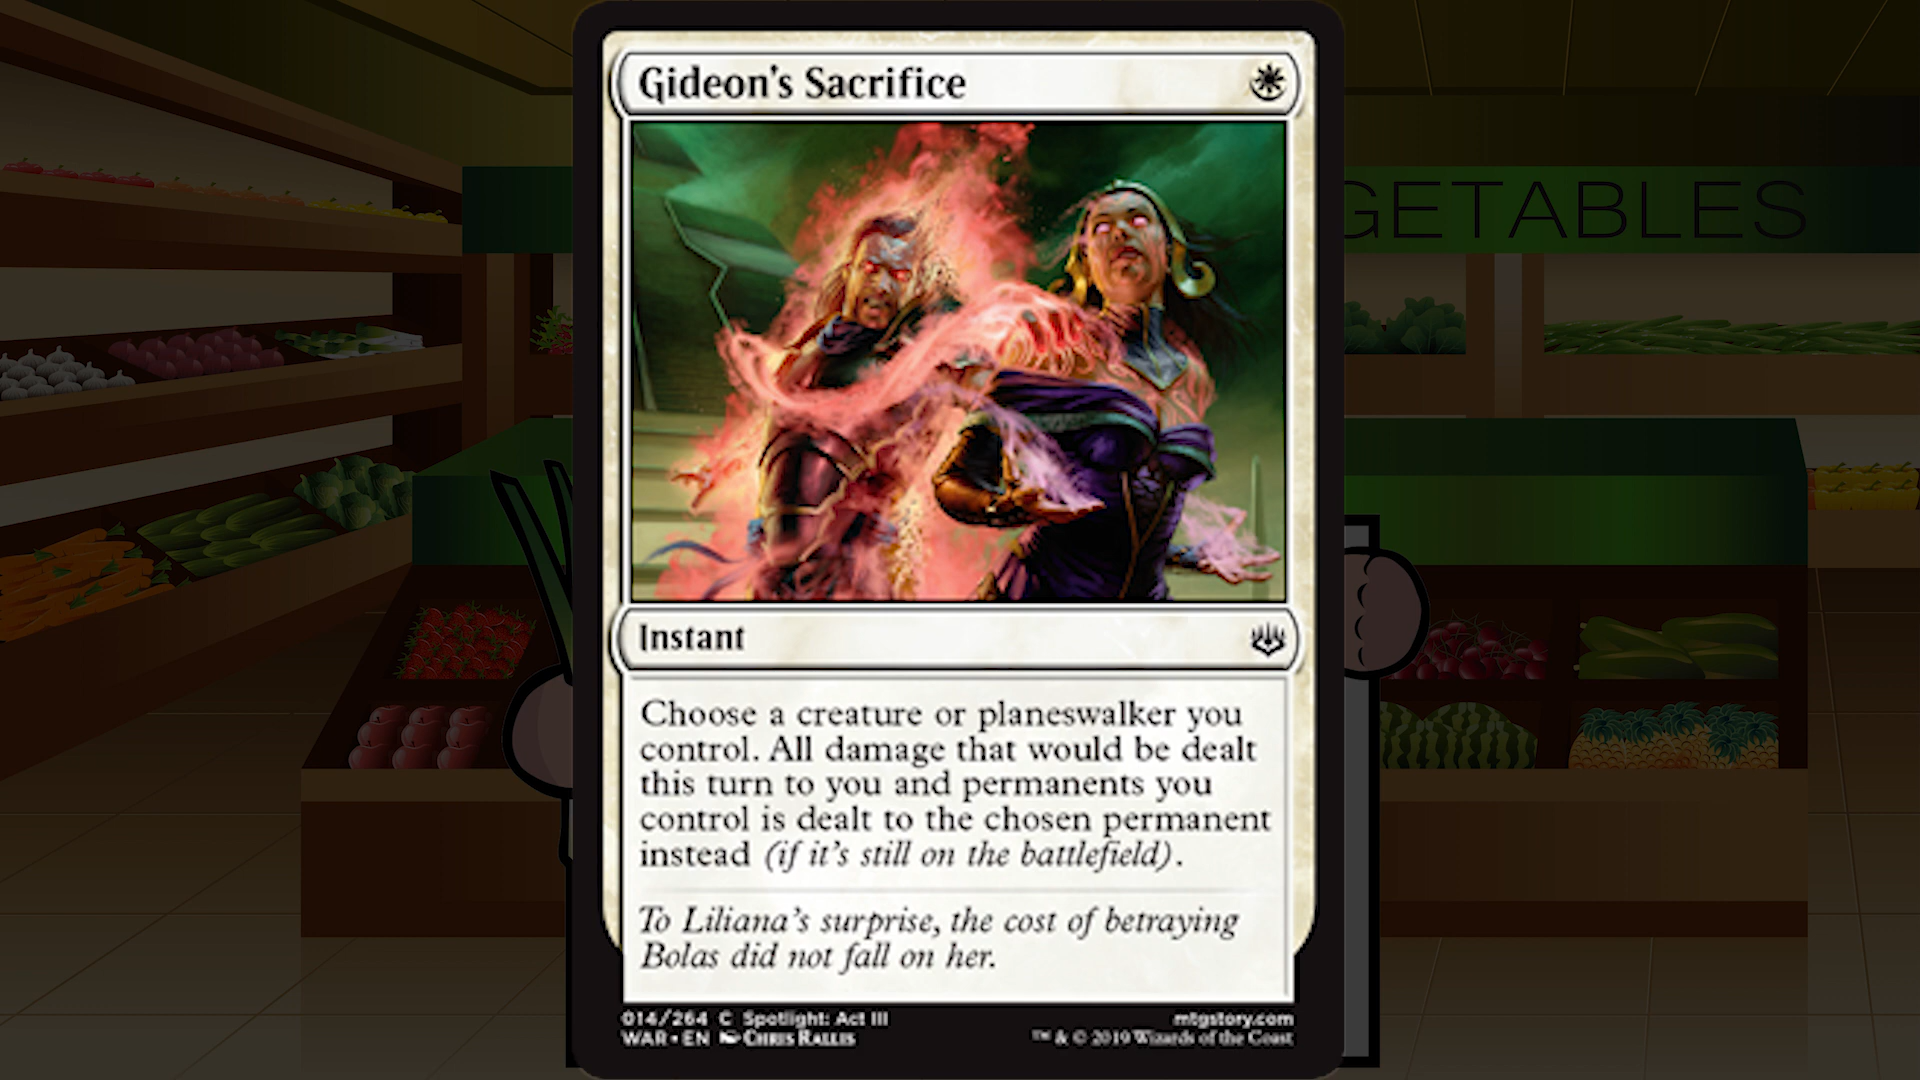 GETABLES
Gideon's Sacrifice
Instant
Choose a creature or planeswalker you
control. All damage that would be dealt
this turn to you and permanents you
control is dealt to the chosen permanent
instead (if it's still on the battlefield).
To Liliana's surprise, the cost of betraying
Bolas did not fall on her.
014/264 C Spotlight: Act III
mtgstory.com
WAR • EN CHRIS RALLIS
™ & © 2019 Wizards of the Coast